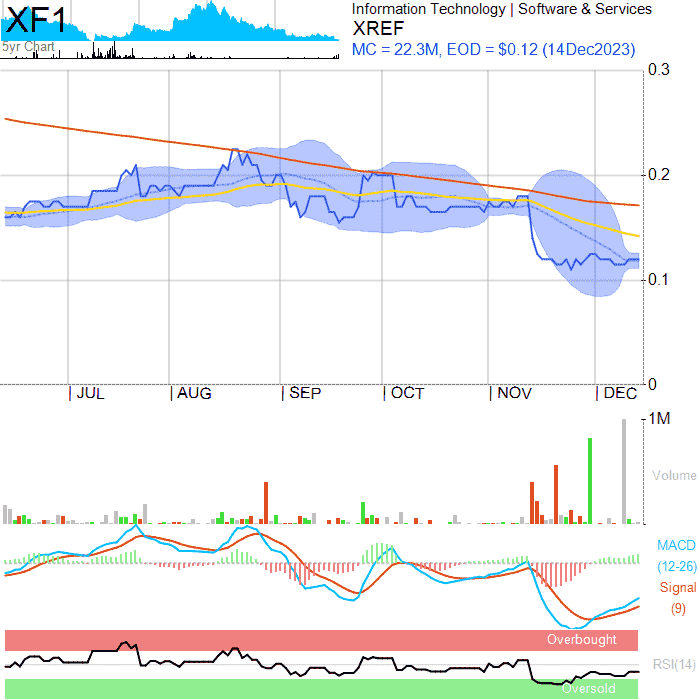 XF1
5yr Chart
Information Technology | Software & Services
XREF
MC = 22.3M, EOD = $0.12 (14Dec2023)
0.3
0.2
0.1
0
JUL AUG SEP OCT NOV DEC
1M
Volume
MACD
(12-26)
Signal
(9)
Overbought
RSI(14)
Oversold